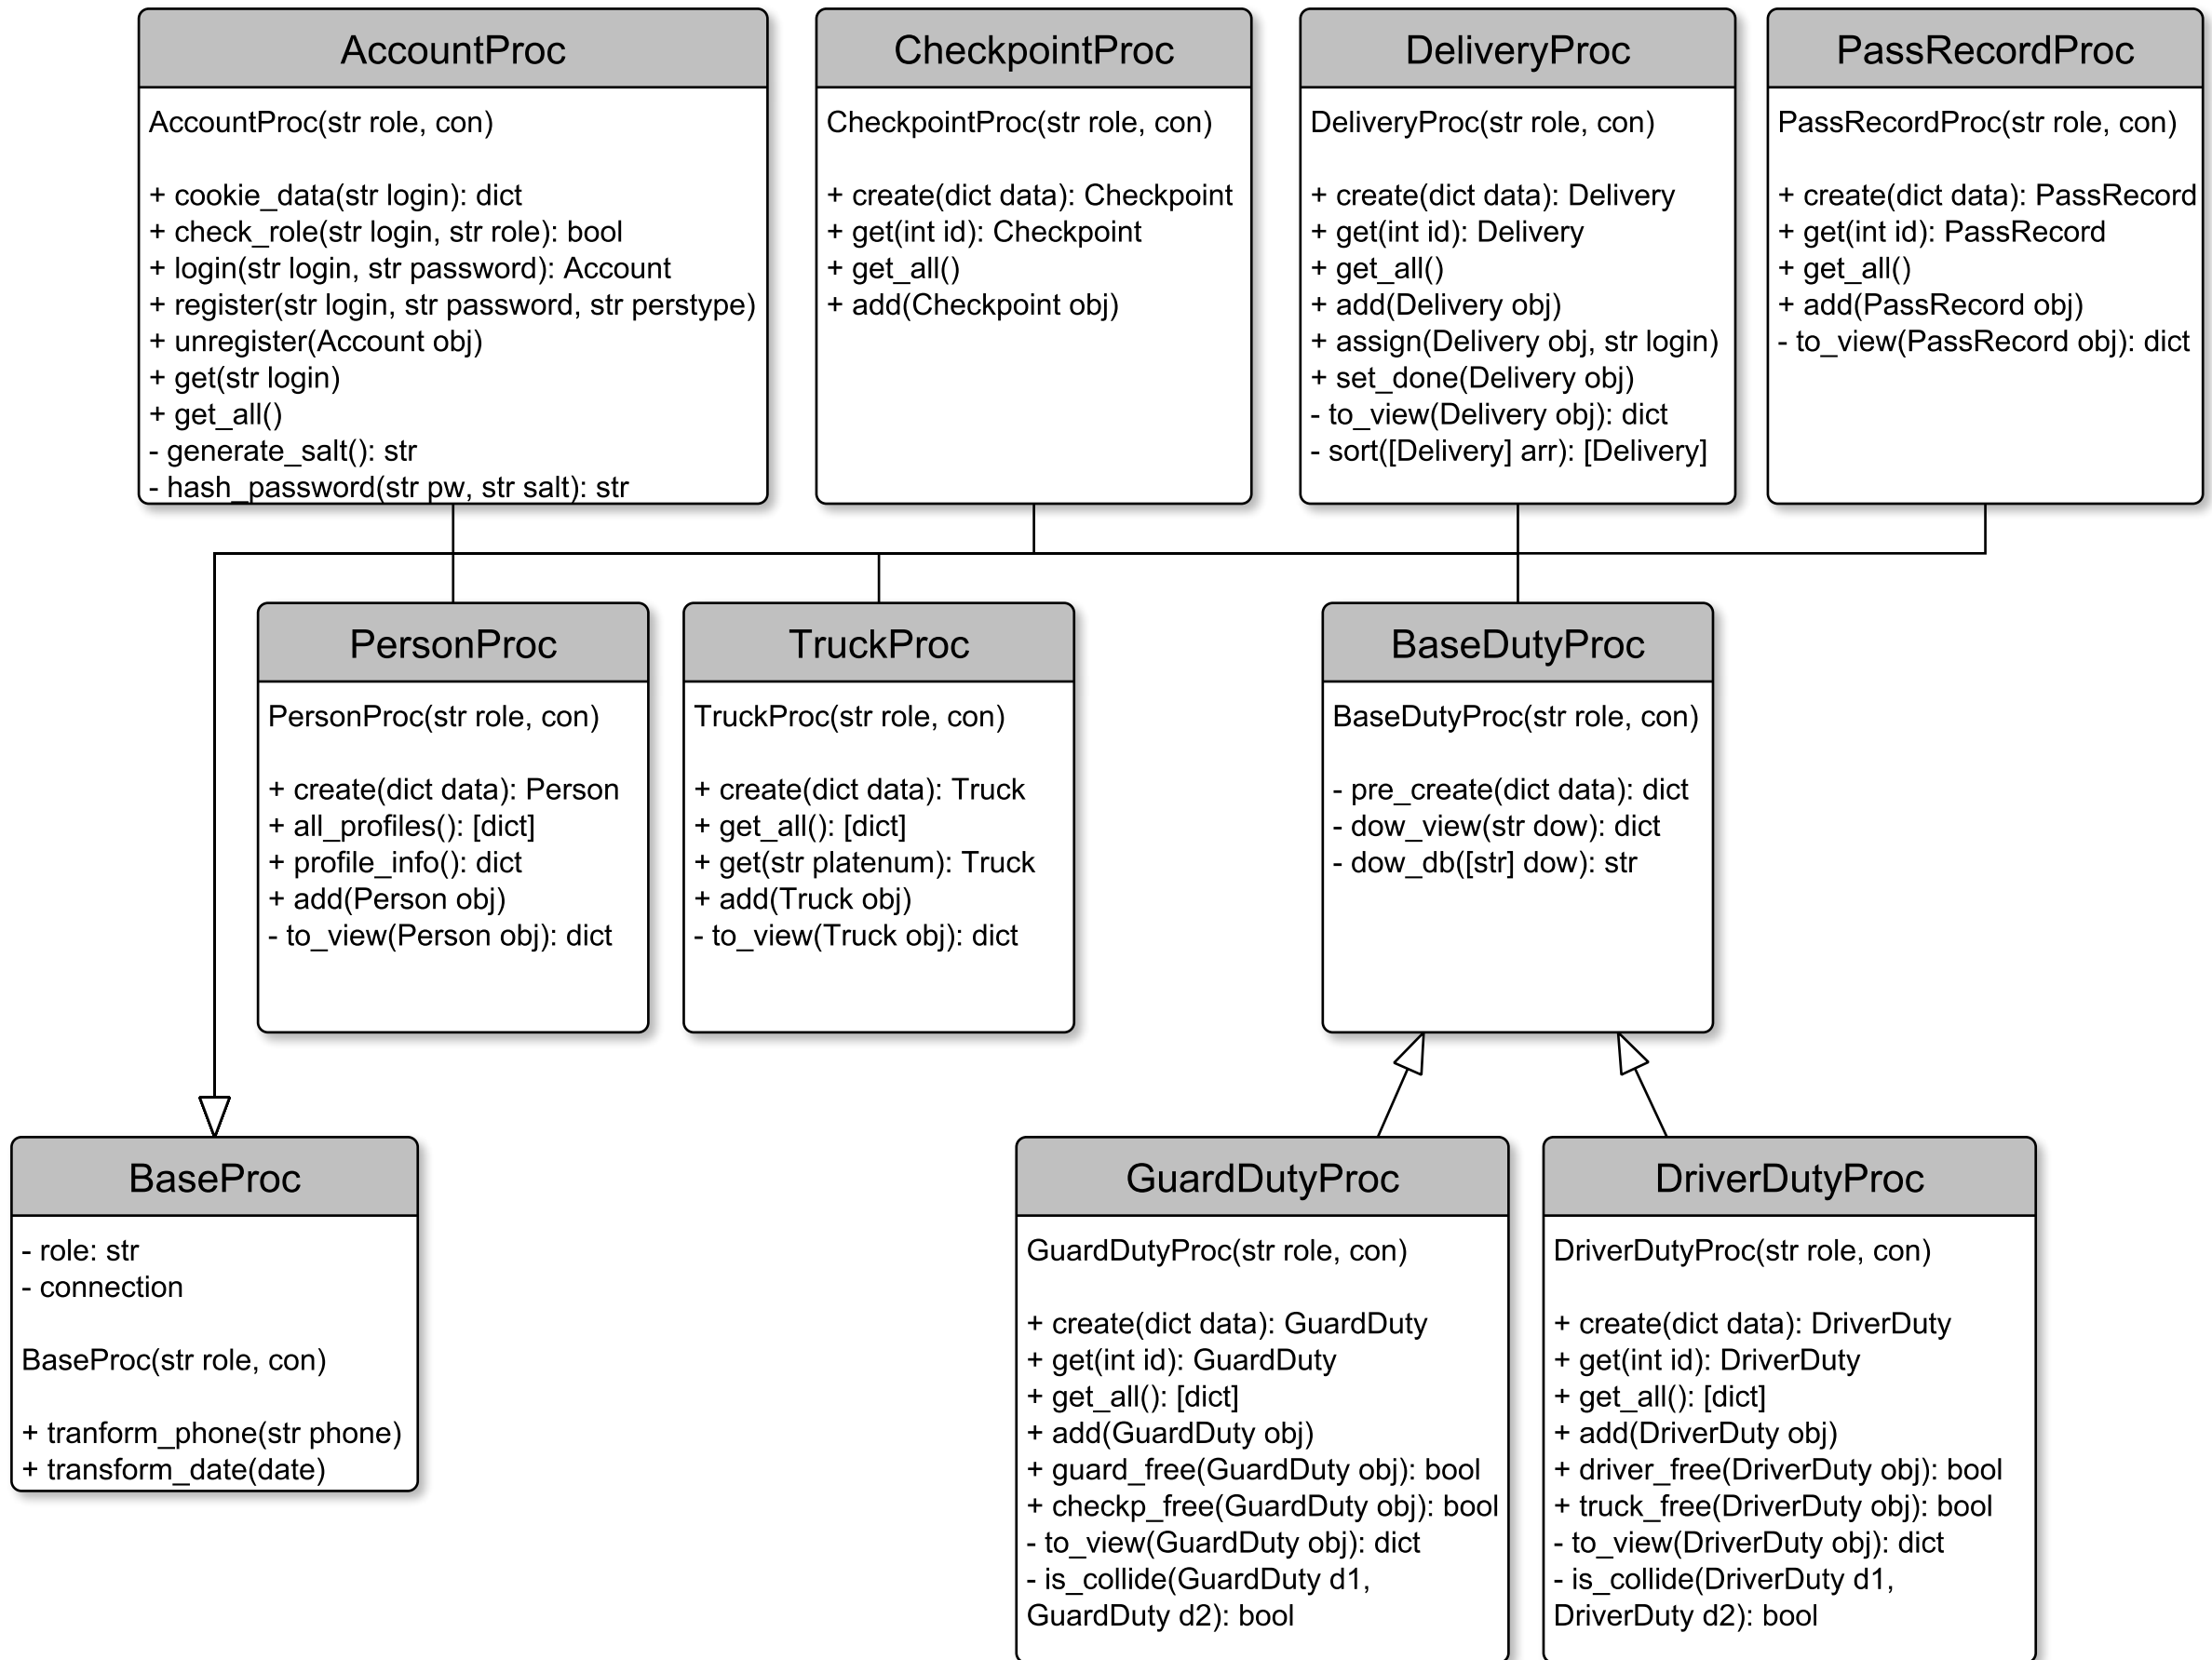 AccountProc
AccountProc(str role, con)
+ cookie_data(str login): dict
+ check_role(str login, str role): bool
+ login(str login, str password): Account
+ register(str login, str password, str perstype)
+ unregister(Account obj)
+ get(str login)
+ get_all()
- generate_salt(): str
- hash_password(str pw, str salt): str
CheckpointProc
CheckpointProc(str role, con)
+ create(dict data): Checkpoint
+ get(int id): Checkpoint
+ get_all()
+ add(Checkpoint obj)
DeliveryProc
DeliveryProc(str role, con)
+ create(dict data): Delivery
+ get(int id): Delivery
+ get_all()
+ add(Delivery obj)
+ assign(Delivery obj, str login)
+ set_done(Delivery obj)
- to_view(Delivery obj): dict
- sort([Delivery] arr): [Delivery]
PassRecordProc
PassRecordProc(str role, con)
+ create(dict data): PassRecord
+ get(int id): PassRecord
+ get_all()
+ add(PassRecord obj)
- to_view(PassRecord obj): dict
PersonProc
PersonProc(str role, con)
+ create(dict data): Person
+ all_profiles(): [dict]
+ profile_info(): dict
+ add(Person obj)
- to_view(Person obj): dict
TruckProc
TruckProc(str role, con)
+ create(dict data): Truck
+ get_all(): [dict]
+ get(str platenum): Truck
+ add(Truck obj)
- to_view(Truck obj): dict
BaseDutyProc
BaseDutyProc(str role, con)
- pre_create(dict data): dict
- dow_view(str dow): dict
- dow_db([str] dow): str
BaseProc
- role: str
- connection
BaseProc(str role, con)
+ tranform_phone(str phone)
+ transform_date(date)
GuardDutyProc
GuardDutyProc(str role, con)
+ create(dict data): GuardDuty
+ get(int id): GuardDuty
+ get_all(): [dict]
+ add(GuardDuty obj)
+ guard_free(GuardDuty obj): bool
+ checkp_free(GuardDuty obj): bool
- to_view(GuardDuty obj): dict
- is_collide(GuardDuty d1,
GuardDuty d2): bool
DriverDutyProc
DriverDutyProc(str role, con)
+ create(dict data): DriverDuty
+ get(int id): DriverDuty
+ get_all(): [dict]
+ add(DriverDuty obj)
+ driver_free(DriverDuty obj): bool
+ truck_free(DriverDuty obj): bool
- to_view(DriverDuty obj): dict
- is_collide(DriverDuty d1,
DriverDuty d2): bool